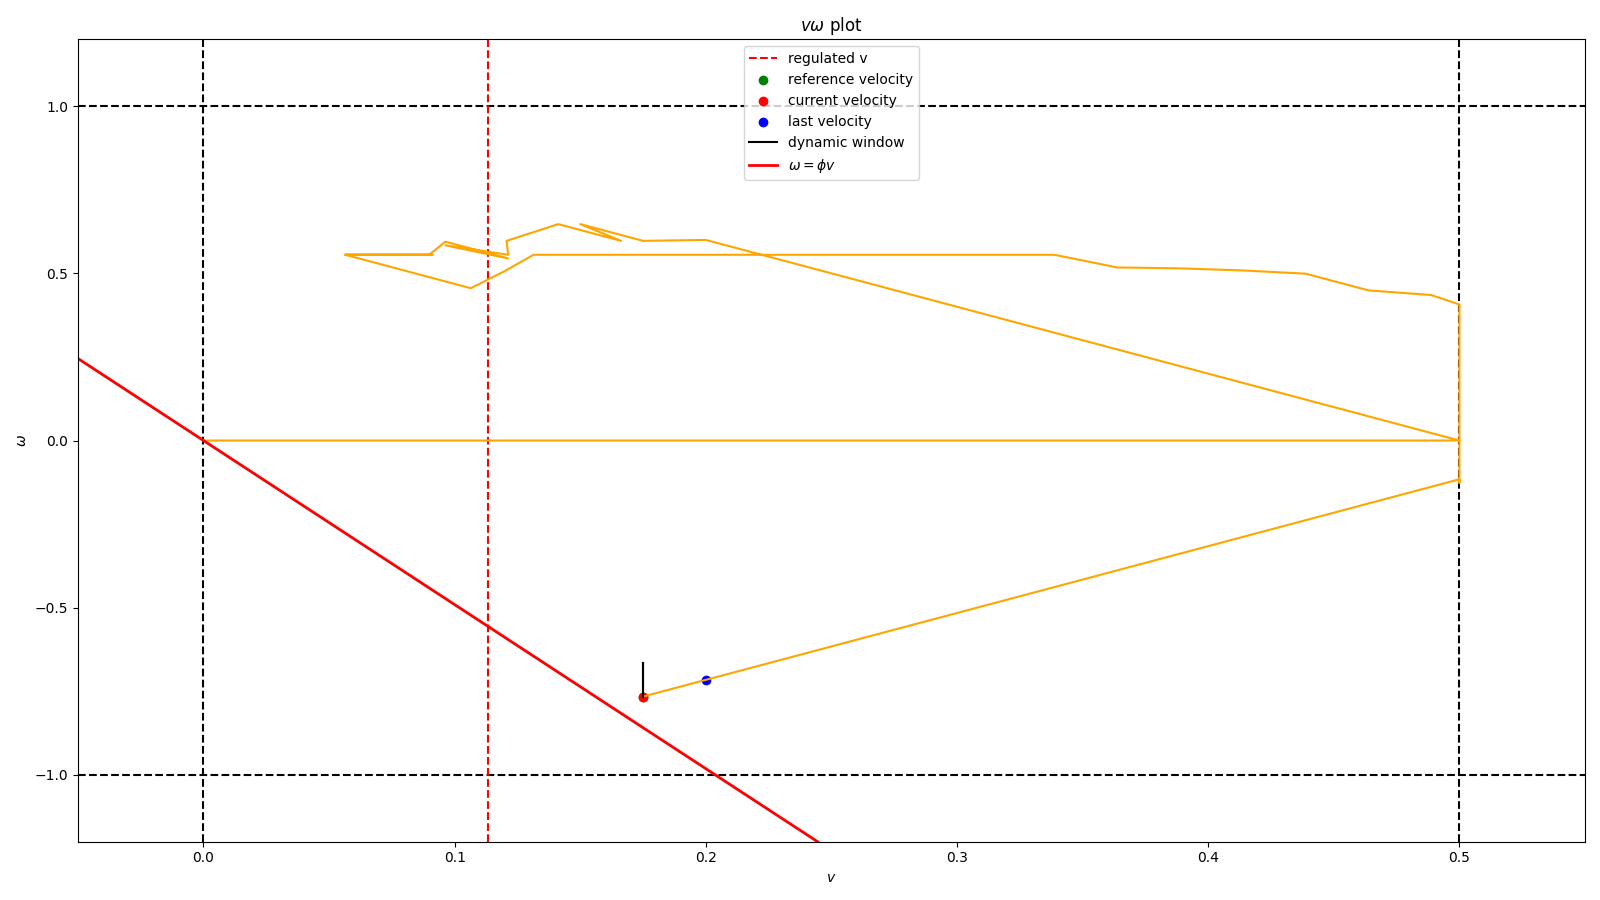 vω plot
regulated v
reference velocity
current velocity
last velocity
dynamic window
ω = ϕv
1.0
0.5
0.0
−0.5
−1.0
ω
0.0 0.1 0.2 0.3 0.4 0.5
v